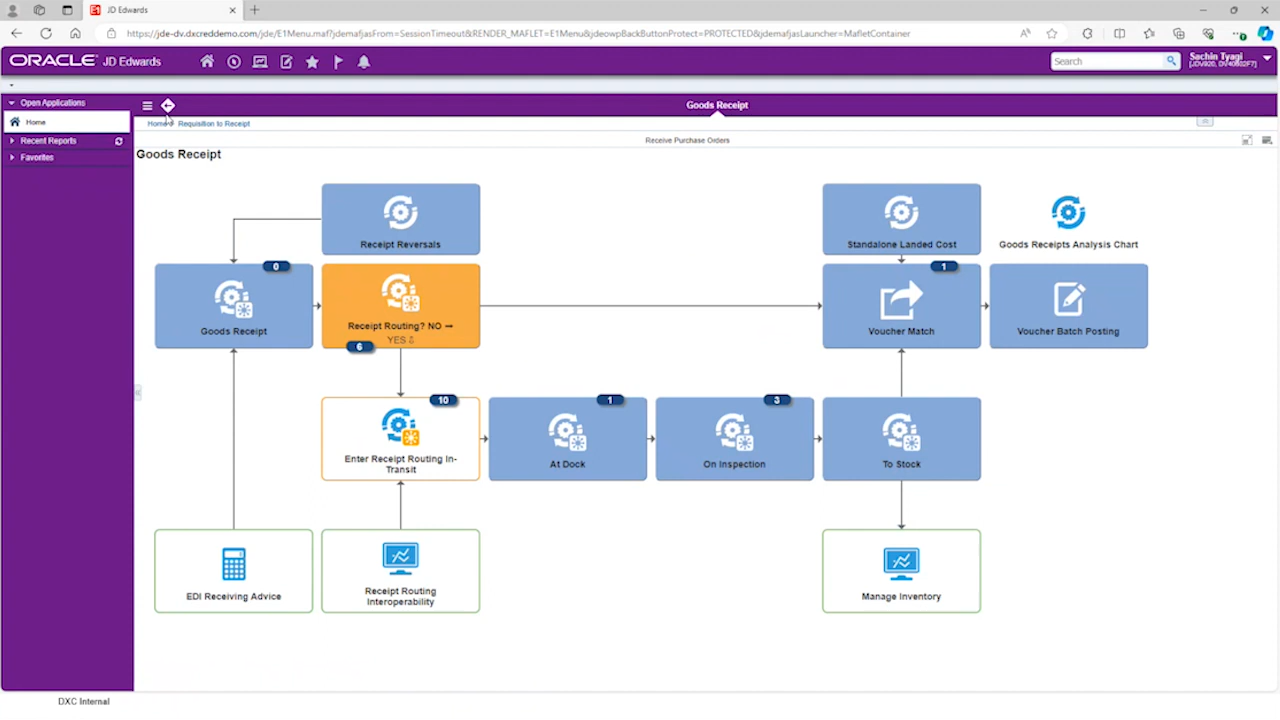 JD Edwards
https://jde-dv.dxcreddemo.com/jde/E1Menu.maf?jdemafjasFrom=SessionTimeout&RENDER_MAFLET=E1Menu&jdeowpBackButtonProtect=PROTECTED&jdemafjasLauncher=MafletContainer
ORACLE JD Edwards
Search
Sachin Tyagi
Open Applications
Home
Recent Reports
Favorites
Goods Receipt
Home
Requisition to Receipt
Receive Purchase Orders
Goods Receipt
Receipt Reversals
Standalone Landed Cost
Goods Receipts Analysis Chart
0
Goods Receipt
Receipt Routing? NO ➞
YES ⇩
6
1
Voucher Match
Voucher Batch Posting
10
Enter Receipt Routing In-
Transit
1
At Dock
3
On Inspection
To Stock
EDI Receiving Advice
Receipt Routing
Interoperability
Manage Inventory
DXC Internal